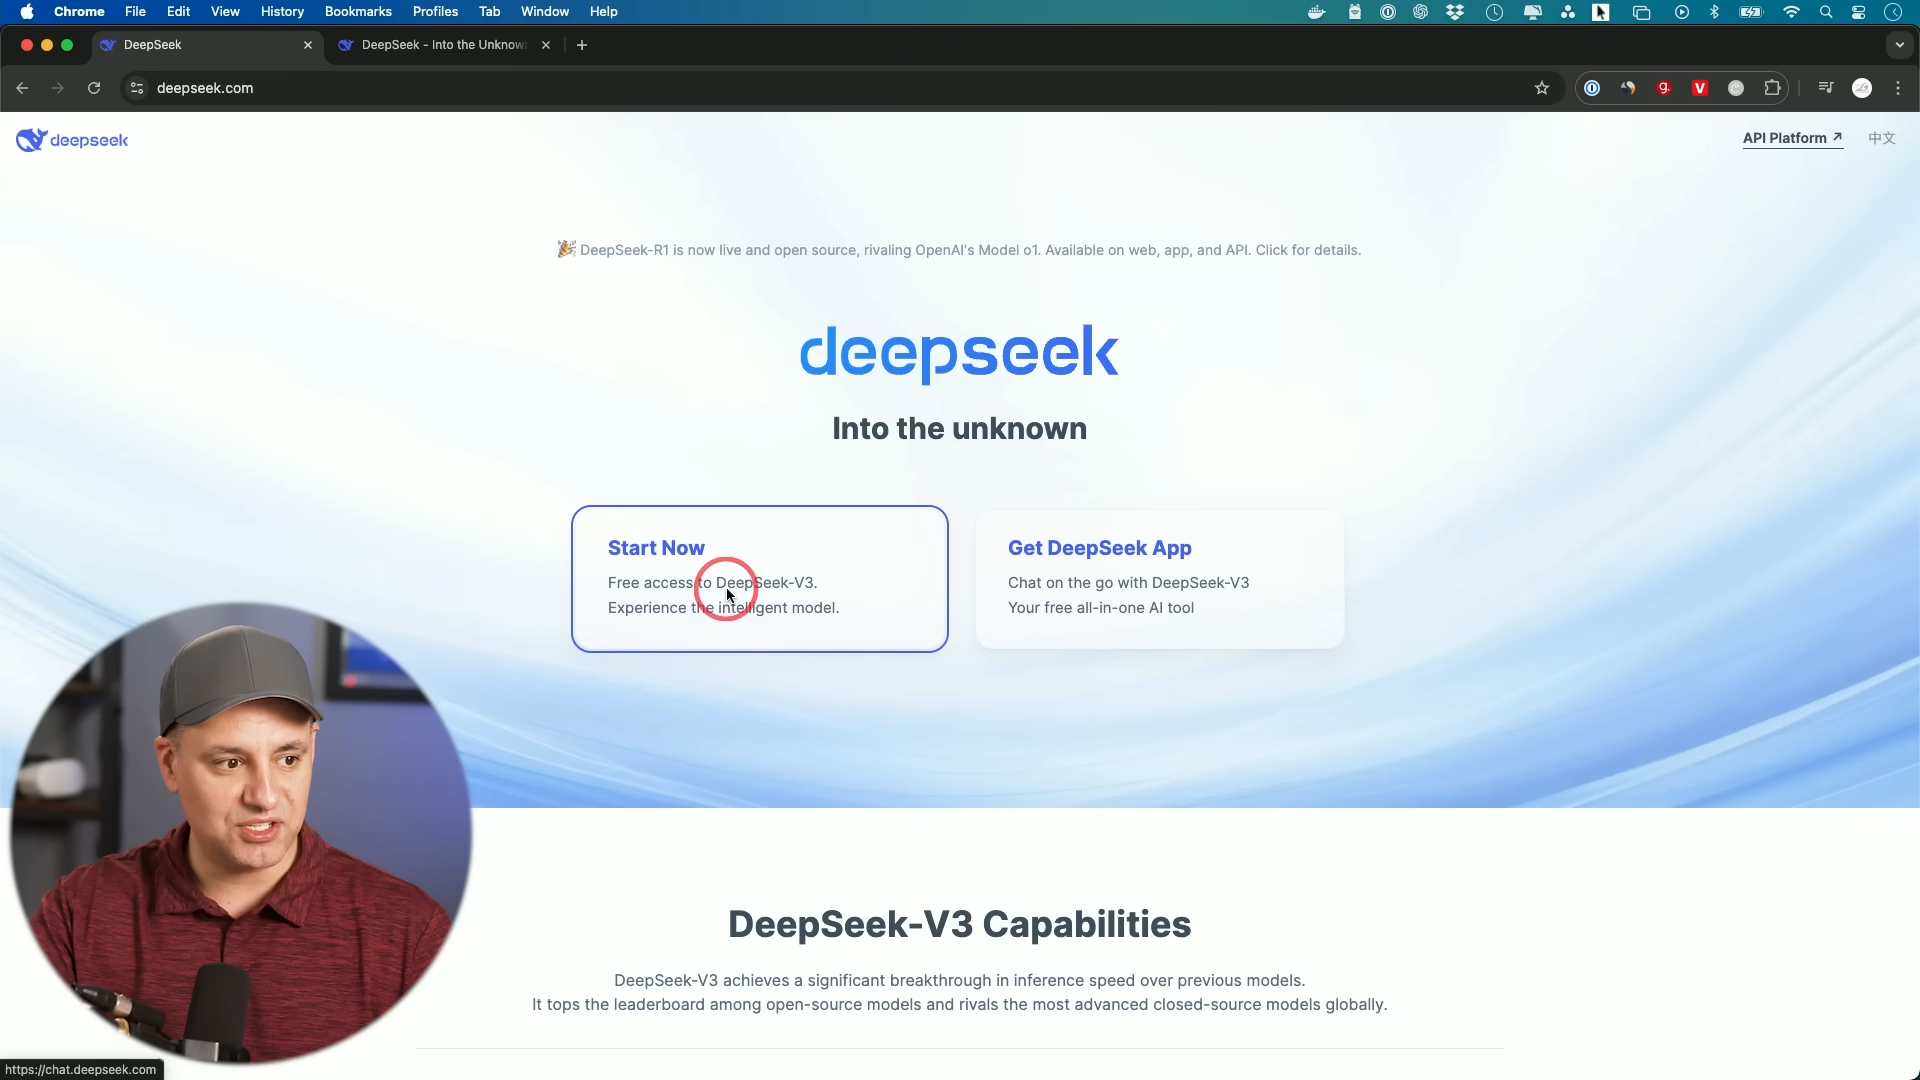 Chrome File Edit View History Bookmarks Profiles Tab Window Help
DeepSeek
DeepSeek - Into the Unknown
deepseek.com
deepseek
API Platform ↗
中文
🎉 DeepSeek-R1 is now live and open source, rivaling OpenAI's Model o1. Available on web, app, and API. Click for details.
deepseek
Into the unknown
Start Now
Free access to DeepSeek-V3.
Experience the intelligent model.
Get DeepSeek App
Chat on the go with DeepSeek-V3
Your free all-in-one AI tool
DeepSeek-V3 Capabilities
DeepSeek-V3 achieves a significant breakthrough in inference speed over previous models.
It tops the leaderboard among open-source models and rivals the most advanced closed-source models globally.
https://chat.deepseek.com